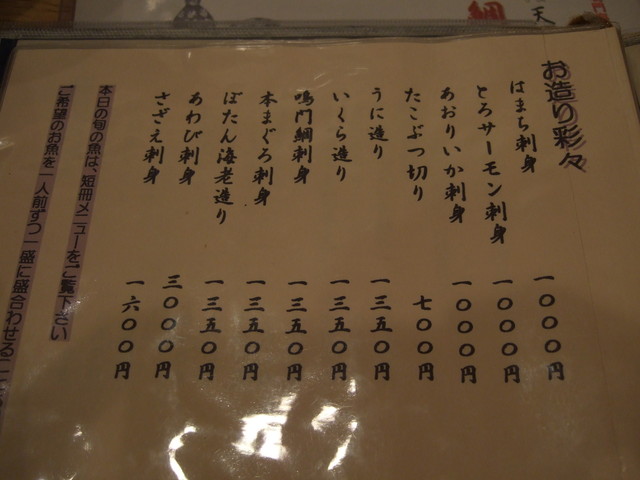 天
お造り彩々
はまち刺身 一〇〇〇円
とろサーモン刺身 一〇〇〇円
あおりいか刺身 一〇〇〇円
たこぶつ切り 七〇〇円
うに造り 一三五〇円
いくら造り 一三五〇円
鳴門鯛刺身 一三五〇円
本まぐろ刺身 一三五〇円
ぼたん海老造り 一三五〇円
あわび刺身 三〇〇〇円
さざえ刺身 一六〇〇円
本日の旬の魚は、短冊メニューをご覧下さい
ご希望のお魚を一人前ずつ一盛に盛合わせる